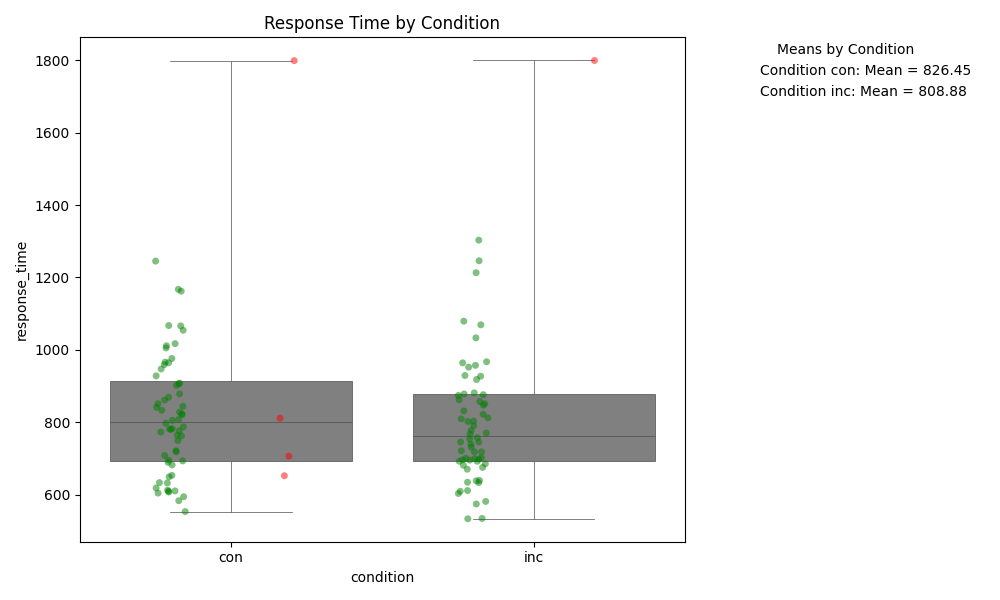 Response Time by Condition
Means by Condition
Condition con: Mean = 826.45
Condition inc: Mean = 808.88
response_time
1800
1600
1400
1200
1000
800
600
con
inc
condition